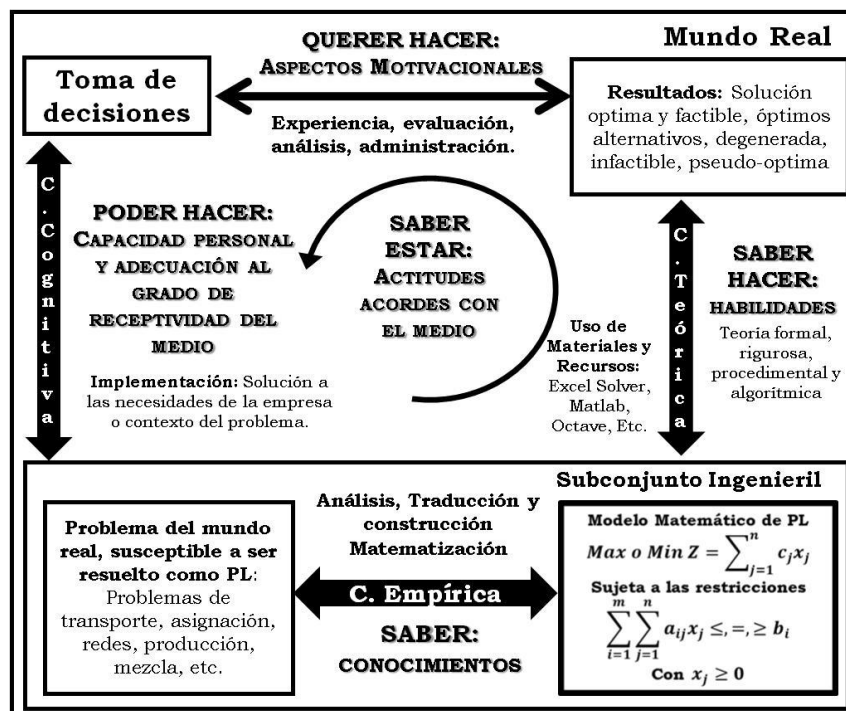 QUERER HACER:
ASPECTOS MOTIVACIONALES
Mundo Real
Toma de
decisiones
Experiencia, evaluación,
análisis, administración.
Resultados: Solución
optima y factible, óptimos
alternativos, degenerada,
infactible, pseudo-optima
C. Cognitiva
PODER HACER:
CAPACIDAD PERSONAL
Y ADECUACIÓN AL
GRADO DE
RECEPTIVIDAD DEL
MEDIO
Implementación: Solución a
las necesidades de la empresa
o contexto del problema.
SABER
ESTAR:
ACTITUDES
ACORDES CON
EL MEDIO
Uso de
Materiales y
Recursos:
Excel Solver,
Matlab,
Octave, Etc.
C. Teórica
SABER
HACER:
HABILIDADES
Teoría formal,
rigurosa,
procedimental y
algorítmica
Subconjunto Ingenieril
Problema del mundo
real, susceptible a ser
resuelto como PL:
Problemas de
transporte, asignación,
redes, producción,
mezcla, etc.
Análisis, Traducción y
construcción
Matematización
C. Empírica
SABER:
CONOCIMIENTOS
Modelo Matemático de PL
Max o Min Z = ∑_{j=1}^{n} c_j x_j
Sujeta a las restricciones
∑_{i=1}^{m} ∑_{j=1}^{n} a_{ij} x_j ≤, =, ≥ b_i
Con x_j ≥ 0